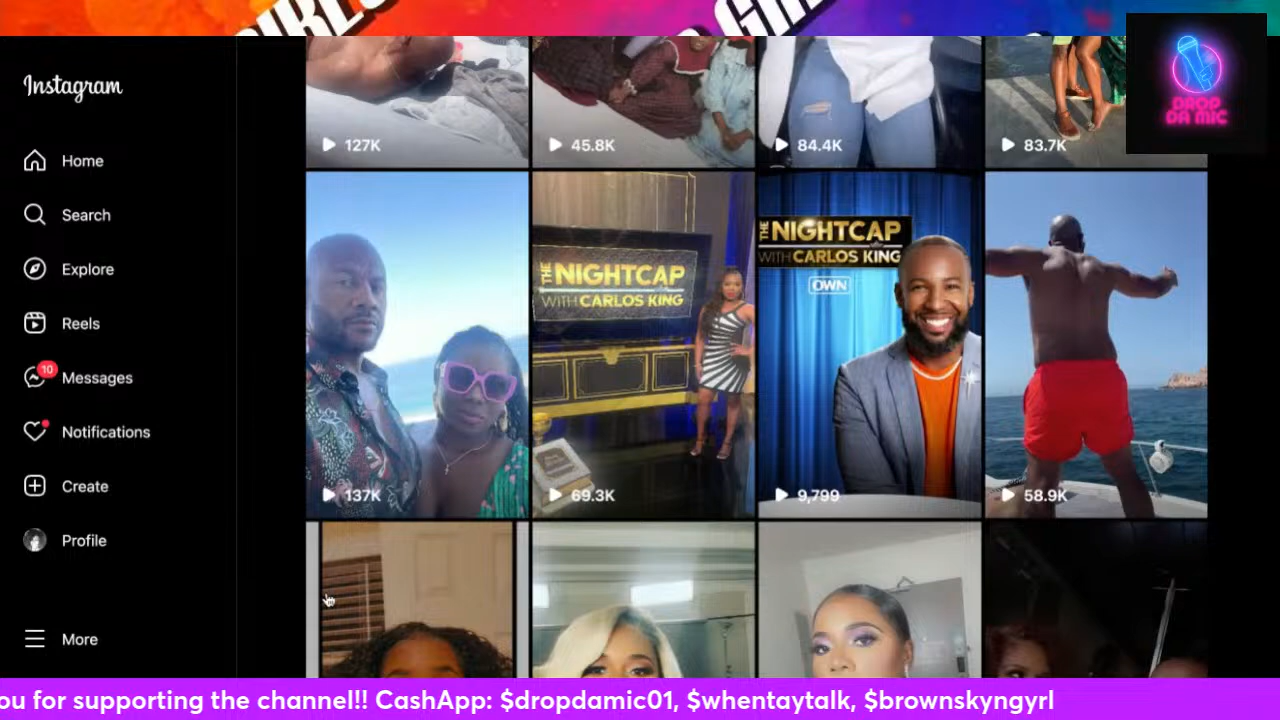 Instagram
Home
Search
Explore
Reels
10
Messages
Notifications
Create
Profile
More
127K
45.8K
84.4K
83.7K
DROP
DA MIC
THE NIGHTCAP
WITH CARLOS KING
THE NIGHTCAP
WITH CARLOS KING
OWN
137K
69.3K
9,799
58.9K
ou for supporting the channel!! CashApp: $dropdamic01, $whentaytalk, $brownskyngyrl